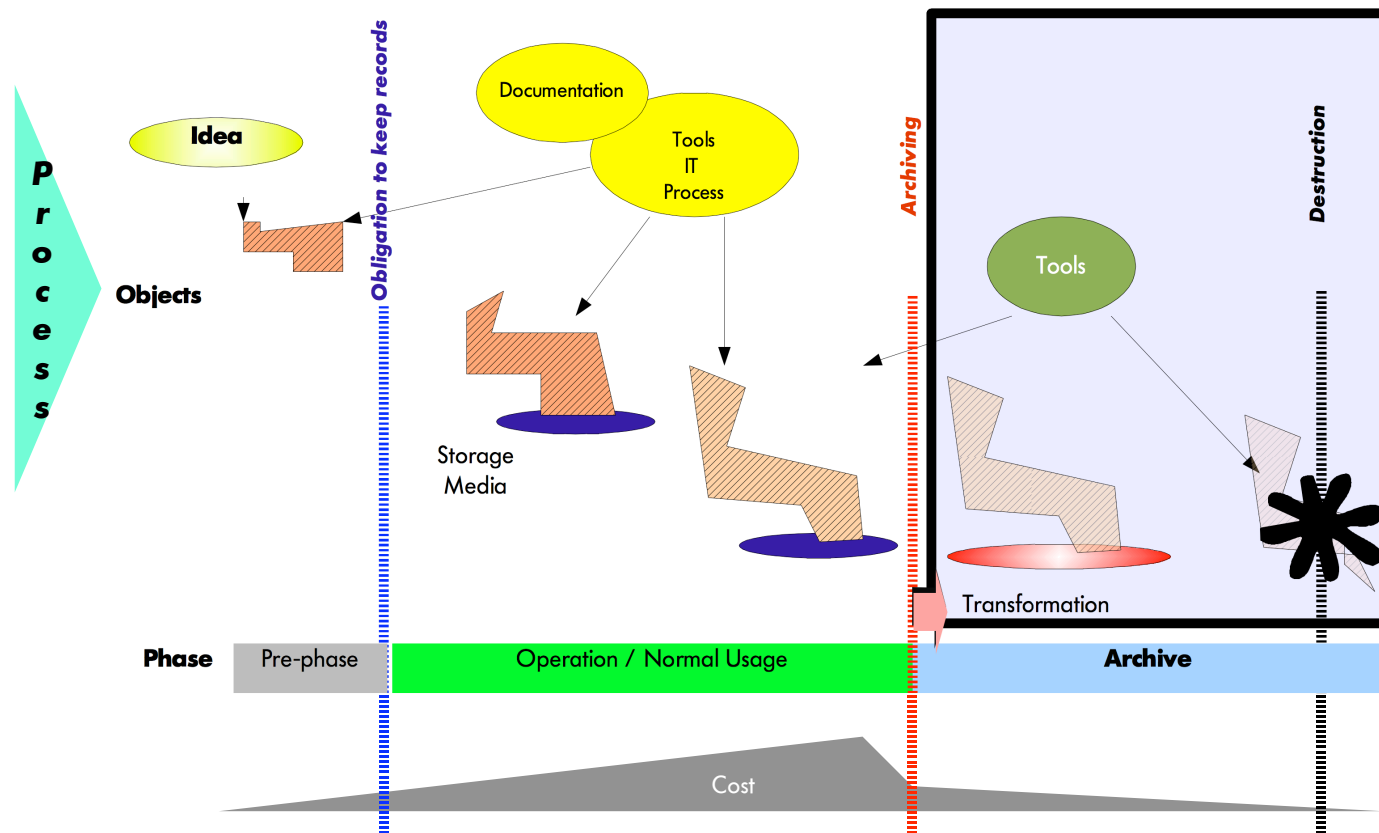 Process
Idea
Objects
Obligation to keep records
Documentation
Tools
IT
Process
Storage
Media
Archiving
Tools
Destruction
Transformation
Phase
Pre-phase
Operation / Normal Usage
Archive
Cost